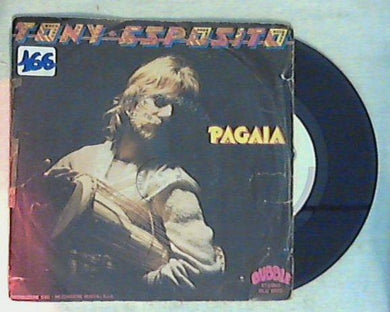 TONY ESPOSITO
166
PAGAIA
BUBBLE